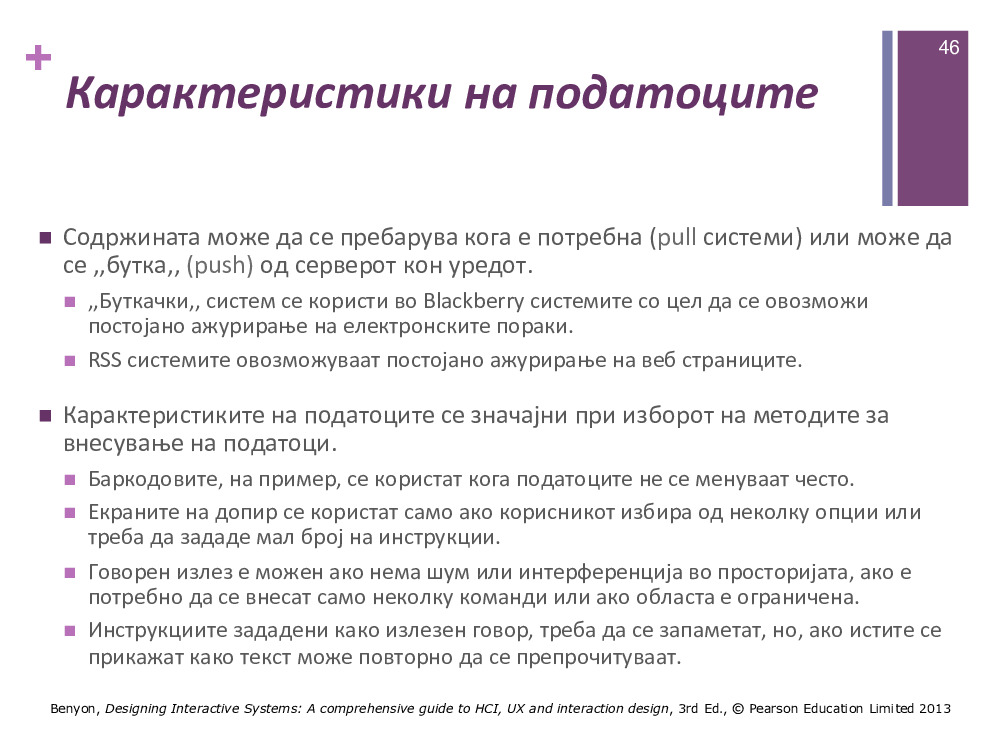 46
+
Карактеристики на податоците
Содржината може да се пребарува кога е потребна (pull системи) или може да
се ,,бутка,, (push) од серверот кон уредот.
,,Буткачки,, систем се користи во Blackberry системите со цел да се овозможи
постојано ажурирање на електронските пораки.
RSS системите овозможуваат постојано ажурирање на веб страниците.
Карактеристиките на податоците се значајни при изборот на методите за
внесување на податоци.
Баркодовите, на пример, се користат кога податоците не се менуваат често.
Екраните на допир се користат само ако корисникот избира од неколку опции или
треба да зададе мал број на инструкции.
Говорен излез е можен ако нема шум или интерференција во просторијата, ако е
потребно да се внесат само неколку команди или ако областа е ограничена.
Инструкциите зададени како излезен говор, треба да се запаметат, но, ако истите се
прикажат како текст може повторно да се препрочитуваат.
Benyon, Designing Interactive Systems: A comprehensive guide to HCI, UX and interaction design, 3rd Ed., © Pearson Education Limited 2013